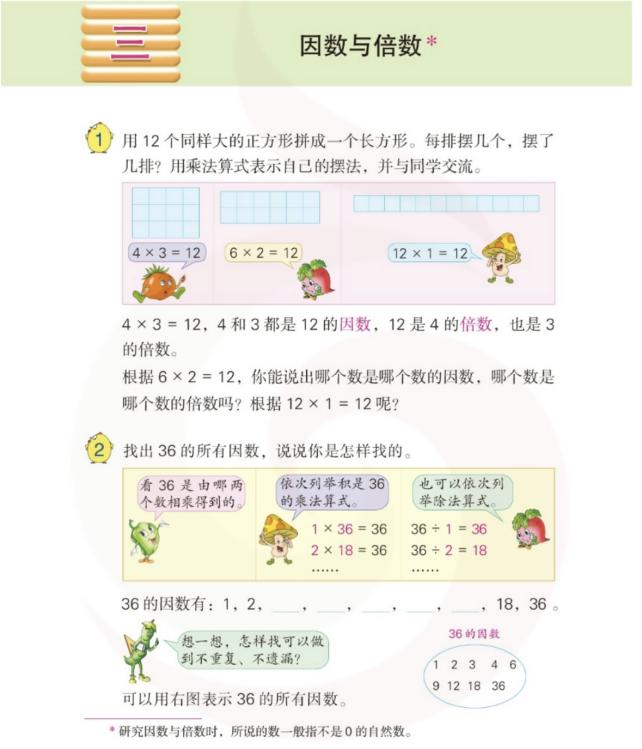 三
因数与倍数*
1 用 12 个同样大的正方形拼成一个长方形。每排摆几个，摆了
几排？用乘法算式表示自己的摆法，并与同学交流。
4 × 3 = 12
6 × 2 = 12
12 × 1 = 12
4 × 3 = 12，4 和 3 都是 12 的因数，12 是 4 的倍数，也是 3
的倍数。
根据 6 × 2 = 12，你能说出哪个数是哪个数的因数，哪个数是
哪个数的倍数吗？根据 12 × 1 = 12 呢？
2 找出 36 的所有因数，说说你是怎样找的。
看 36 是由哪两
个数相乘得到的。
依次列举积是 36
的乘法算式。
1 × 36 = 36
2 × 18 = 36
……
也可以依次列
举除法算式。
36 ÷ 1 = 36
36 ÷ 2 = 18
……
36 的因数有：1，2，__，__，__，__，__，18，36 。
想一想，怎样找可以做
到不重复、不遗漏？
36 的因数
1 2 3 4 6
9 12 18 36
可以用右图表示 36 的所有因数。
* 研究因数与倍数时，所说的数一般指不是 0 的自然数。